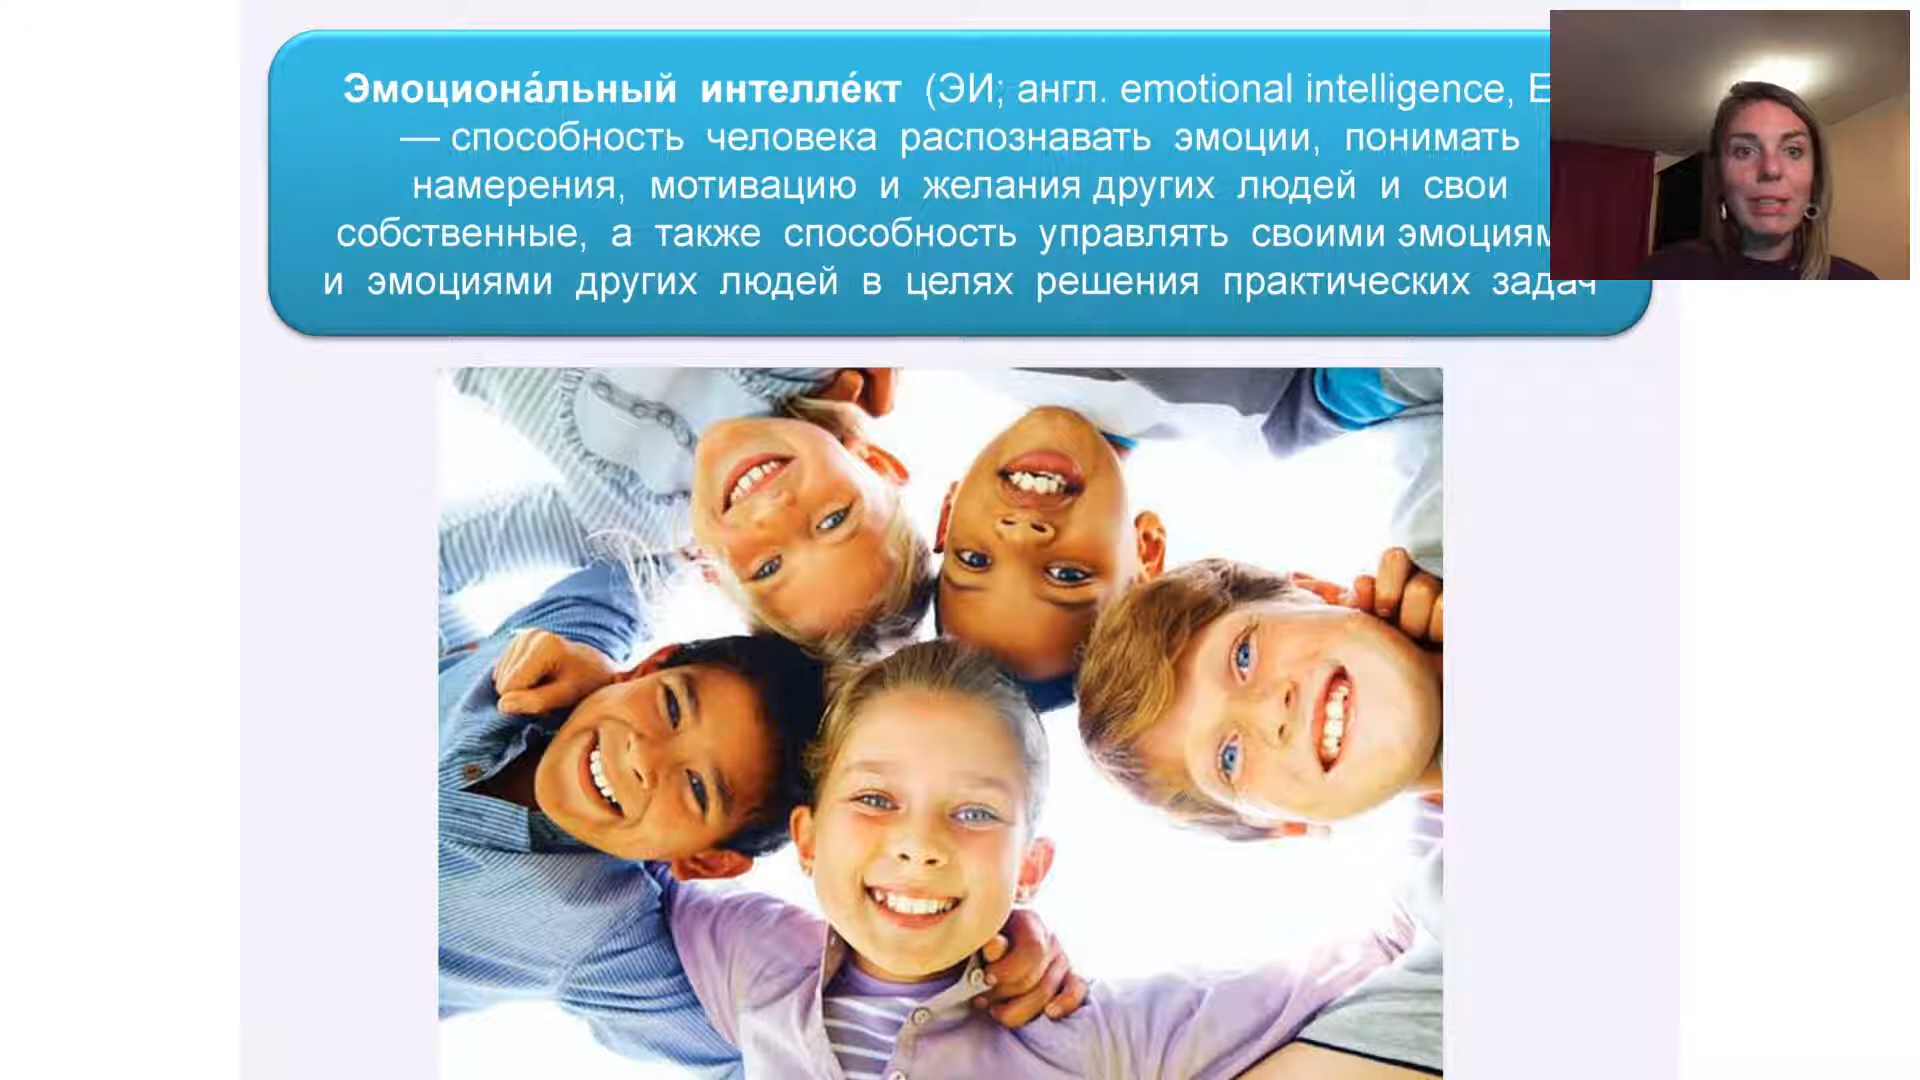 Эмоциона́льный интелле́кт (ЭИ; англ. emotional intelligence,
— способность человека распознавать эмоции, понимать
намерения, мотивацию и желания других людей и свои
собственные, а также способность управлять своими
и эмоциями других людей в целях решения практических задач